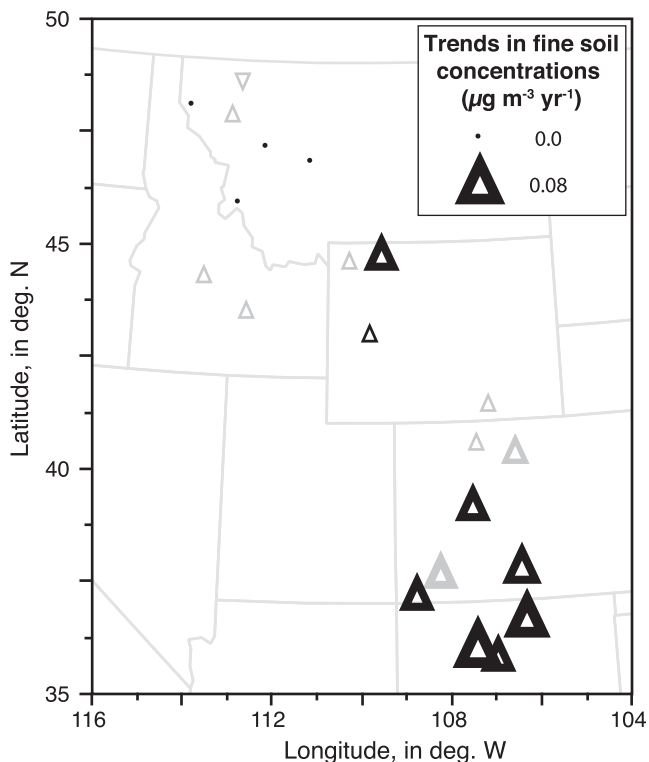 50
45
40
35
Latitude, in deg. N
Trends in fine soil
concentrations
(µg m⁻³ yr⁻¹)
0.0
0.08
116
112
108
104
Longitude, in deg. W